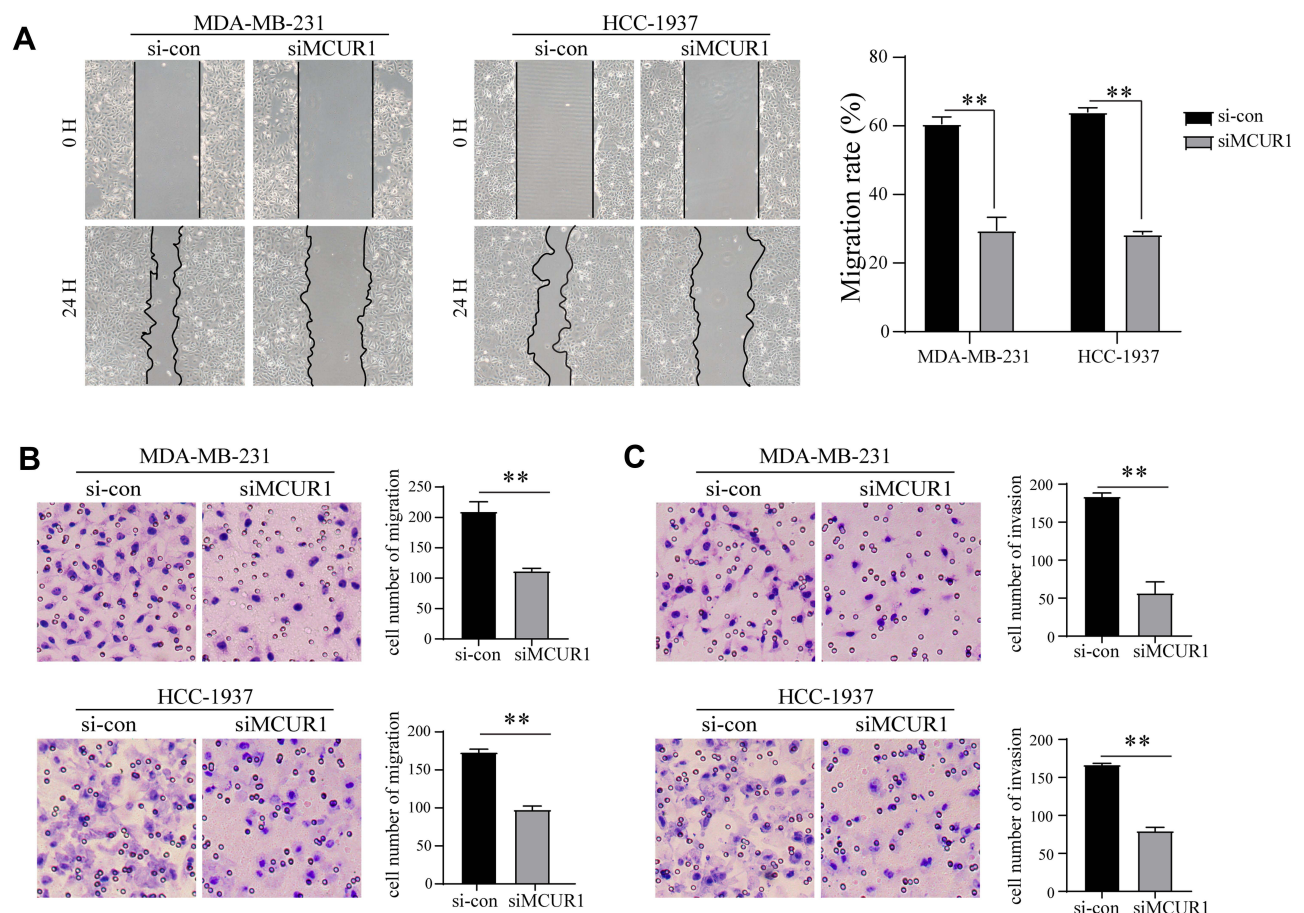 A
MDA-MB-231
HCC-1937
si-con
siMCUR1
si-con
siMCUR1
0 H
0 H
24 H
24 H
Migration rate (%)
80
60
40
20
0
**
**
si-con
siMCUR1
MDA-MB-231
HCC-1937
B
MDA-MB-231
si-con
siMCUR1
cell number of migration
250
200
150
100
50
0
**
si-con
siMCUR1
HCC-1937
si-con
siMCUR1
cell number of migration
200
150
100
50
0
**
si-con
siMCUR1
C
MDA-MB-231
si-con
siMCUR1
cell number of invasion
200
150
100
50
0
**
si-con
siMCUR1
HCC-1937
si-con
siMCUR1
cell number of invasion
200
150
100
50
0
**
si-con
siMCUR1